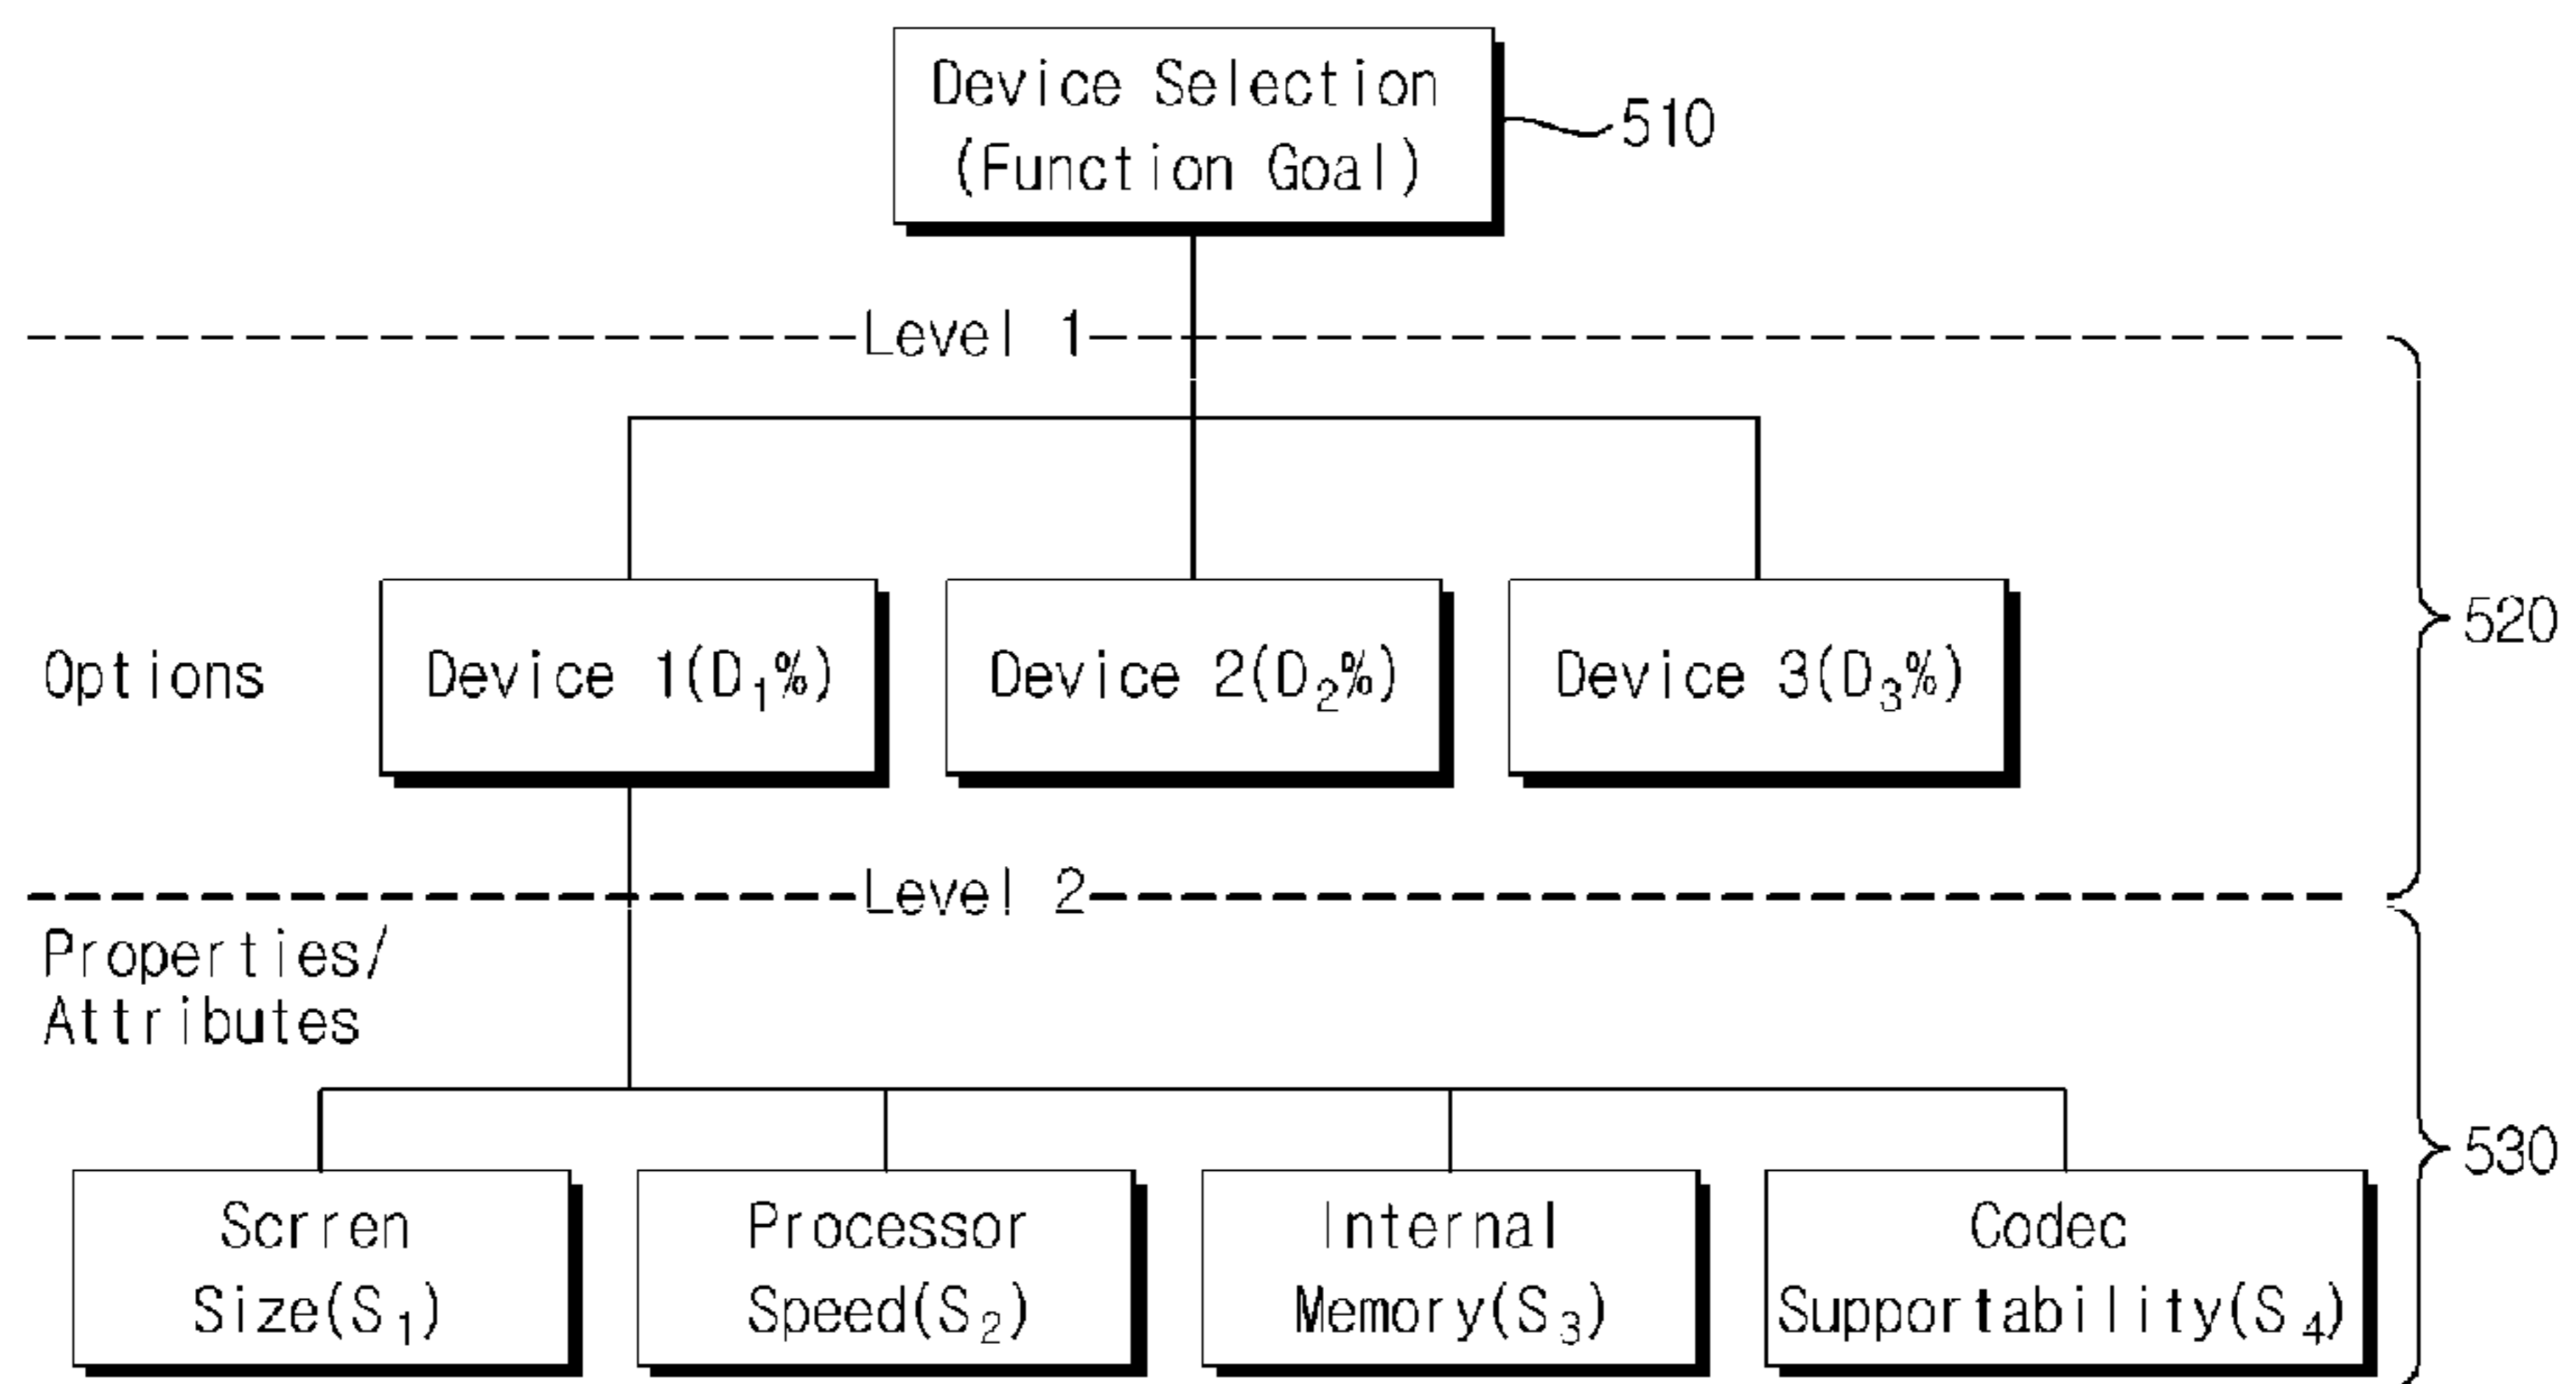 Device Selection
(Function Goal)
510
Level 1
Options
Device 1(D₁%)
Device 2(D₂%)
Device 3(D₃%)
520
Level 2
Properties/
Attributes
Scrren
Size(S₁)
Processor
Speed(S₂)
Internal
Memory(S₃)
Codec
Supportability(S₄)
530